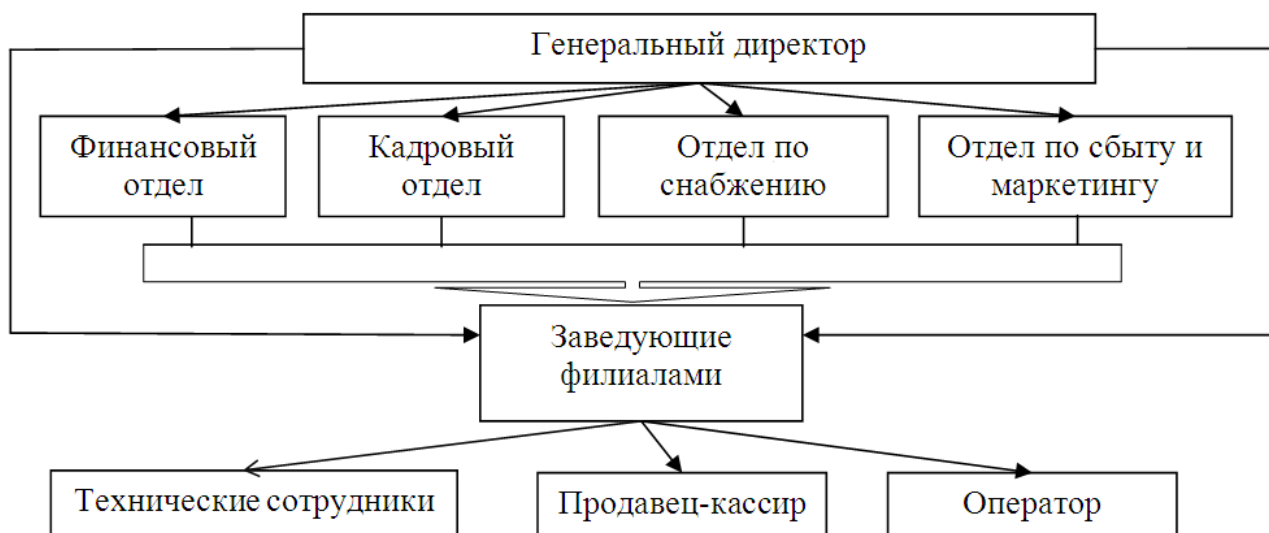 Генеральный директор
Финансовый
отдел
Кадровый
отдел
Отдел по
снабжению
Отдел по сбыту и
маркетингу
Заведующие
филиалами
Технические сотрудники
Продавец-кассир
Оператор